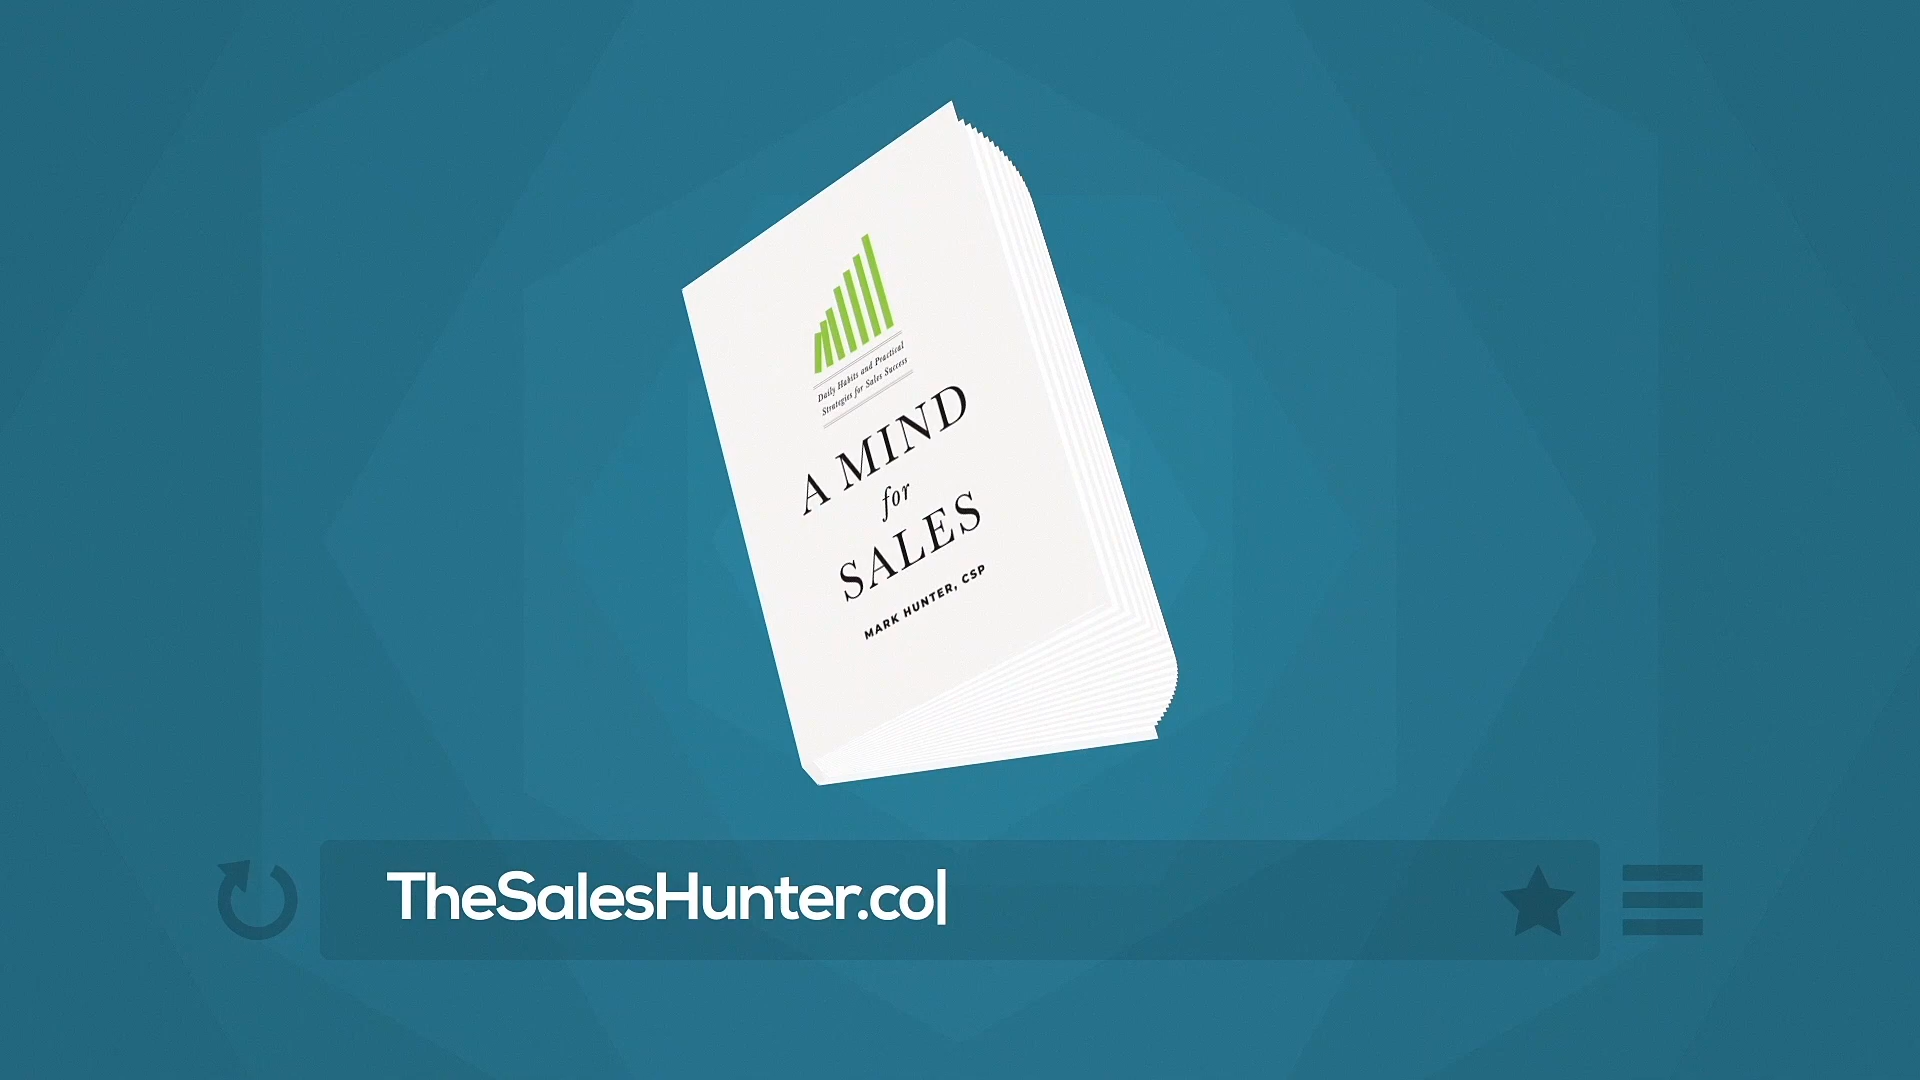 Daily Habits and Practical
Strategies for Sales Success
A MIND
for
SALES
MARK HUNTER, CSP
TheSalesHunter.co